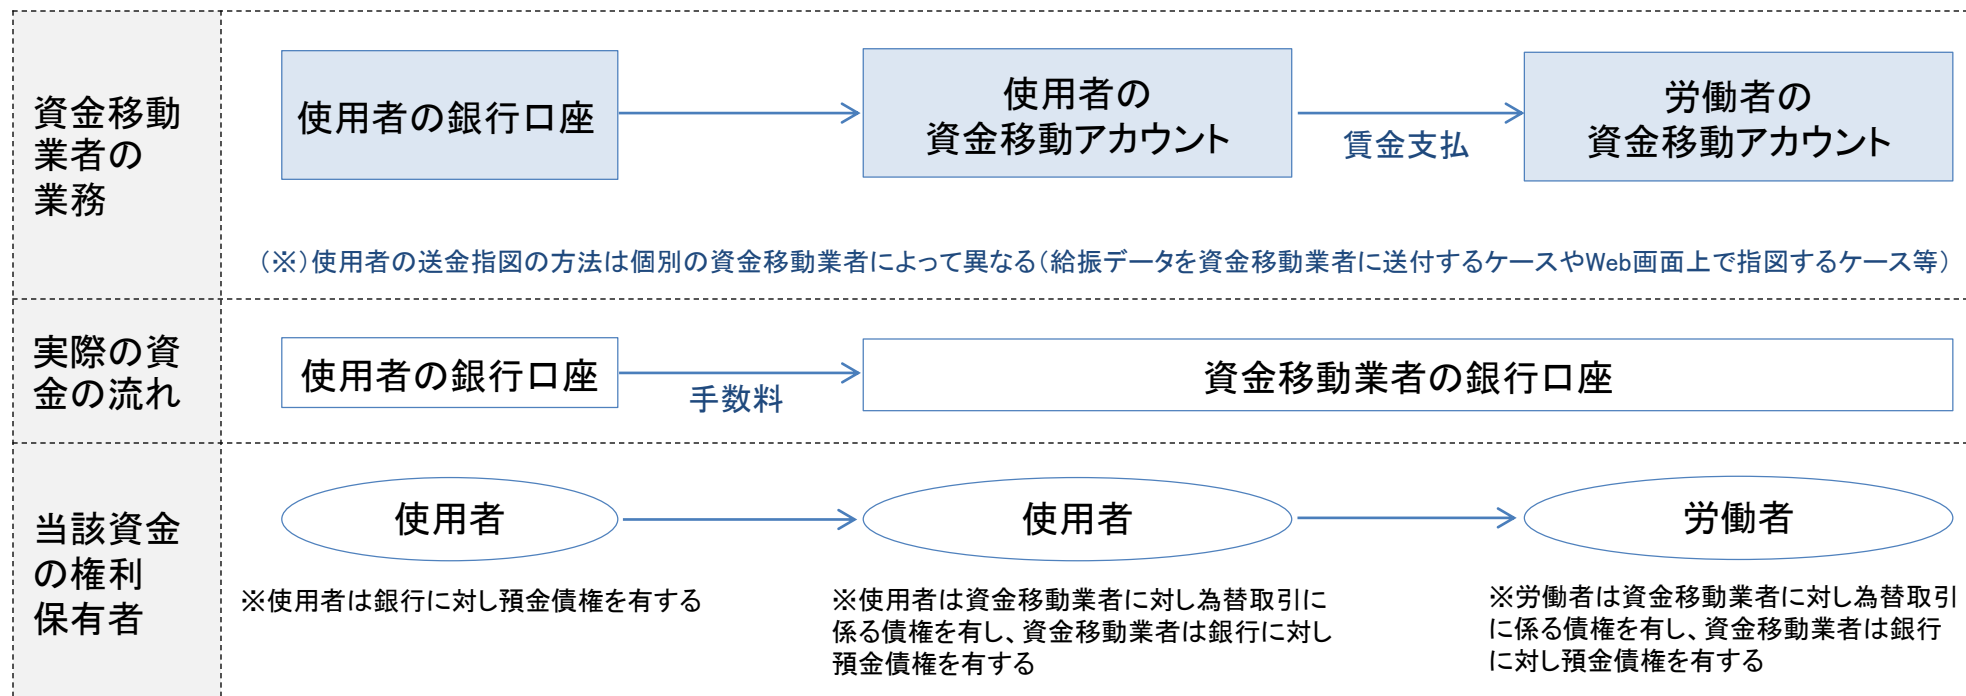 資金移動
業者の
業務
使用者の銀行口座
使用者の
資金移動アカウント
賃金支払
労働者の
資金移動アカウント
（※）使用者の送金指図の方法は個別の資金移動業者によって異なる（給振データを資金移動業者に送付するケースやWeb画面上で指図するケース等）
実際の資
金の流れ
使用者の銀行口座
手数料
資金移動業者の銀行口座
当該資金
の権利
保有者
使用者
使用者
労働者
※使用者は銀行に対し預金債権を有する
※使用者は資金移動業者に対し為替取引に
係る債権を有し、資金移動業者は銀行に対し
預金債権を有する
※労働者は資金移動業者に対し為替取引
に係る債権を有し、資金移動業者は銀行
に対し預金債権を有する